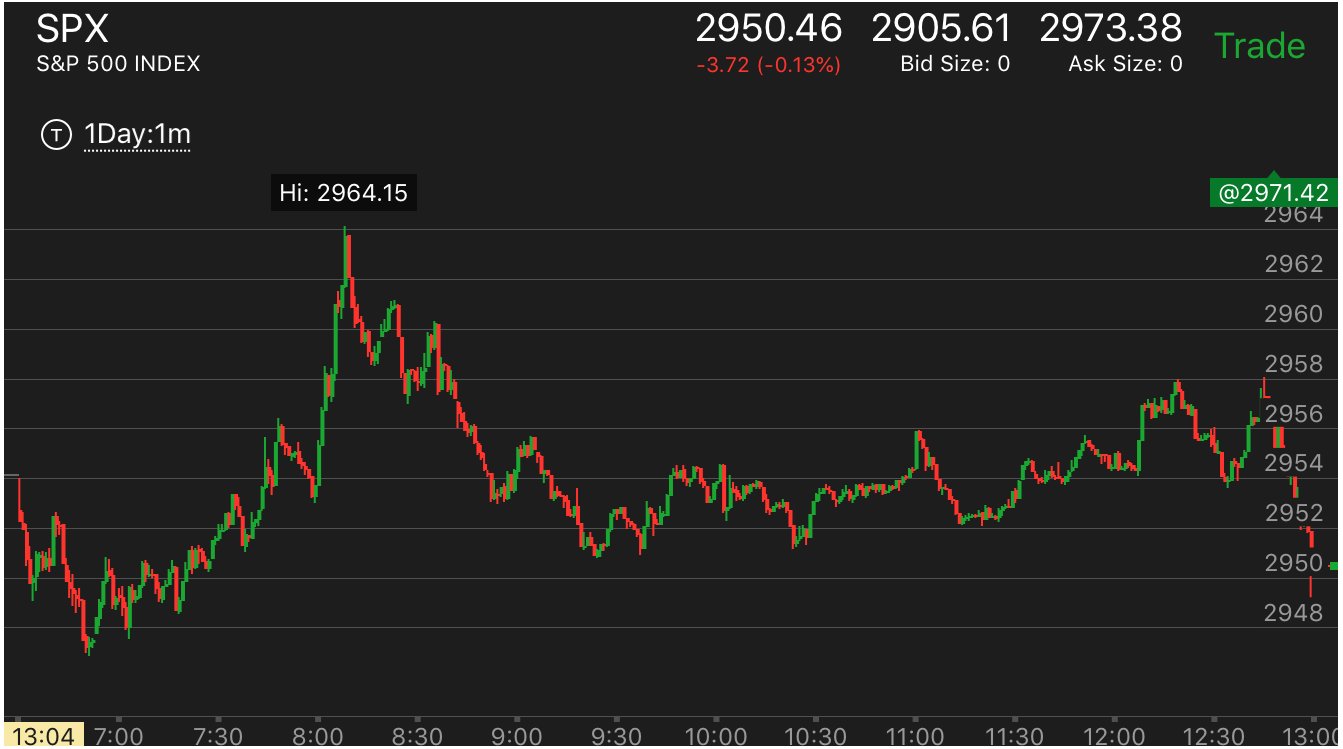 SPX 2950.46 2905.61 2973.38 Trade
S&P 500 INDEX -3.72 (-0.13%) Bid Size: 0 Ask Size: 0
T 1Day:1m
Hi: 2964.15 @2971.42
2964
2962
2960
2958
2956
2954
2952
2950
2948
13:04 7:00 7:30 8:00 8:30 9:00 9:30 10:00 10:30 11:00 11:30 12:00 12:30 13:00